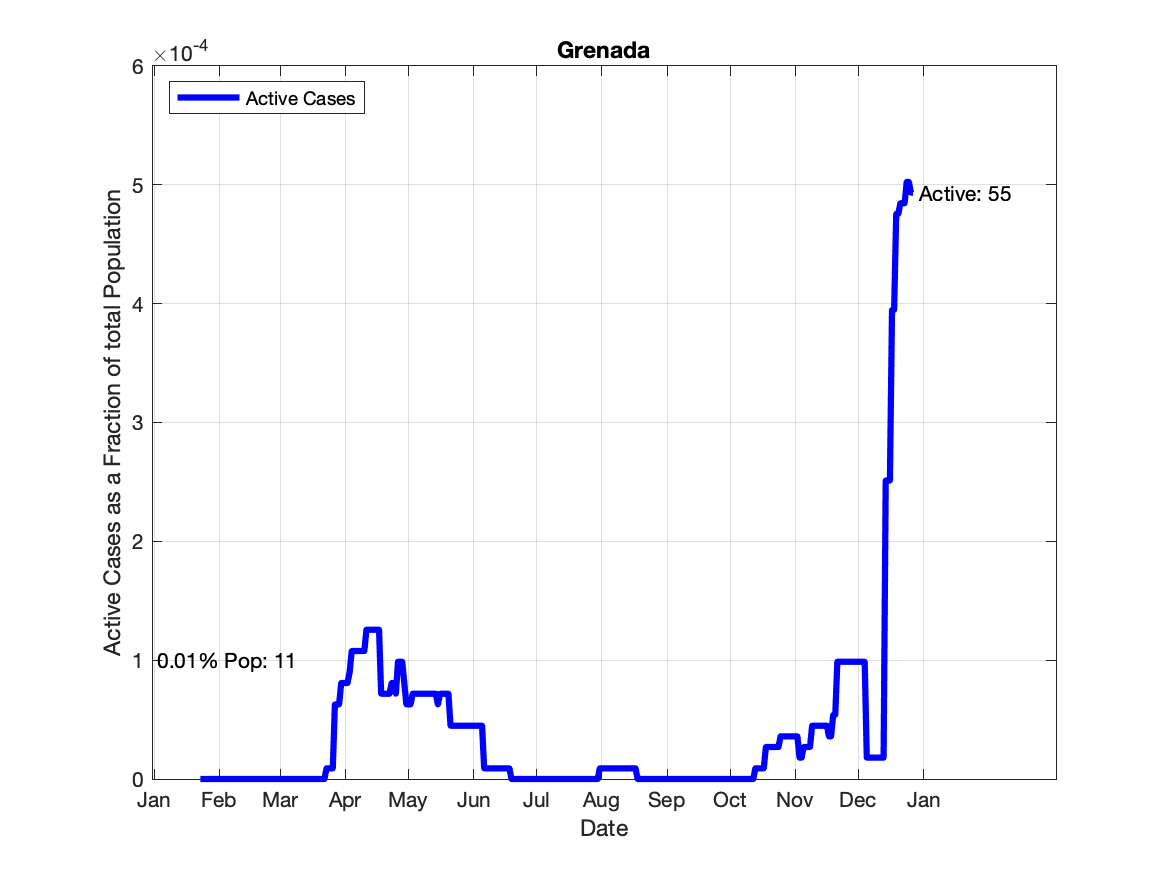 Grenada
×10-4
Active Cases
6
5
4
3
2
1
0
Active: 55
0.01% Pop: 11
Active Cases as a Fraction of total Population
Jan Feb Mar Apr May Jun Jul Aug Sep Oct Nov Dec Jan
Date